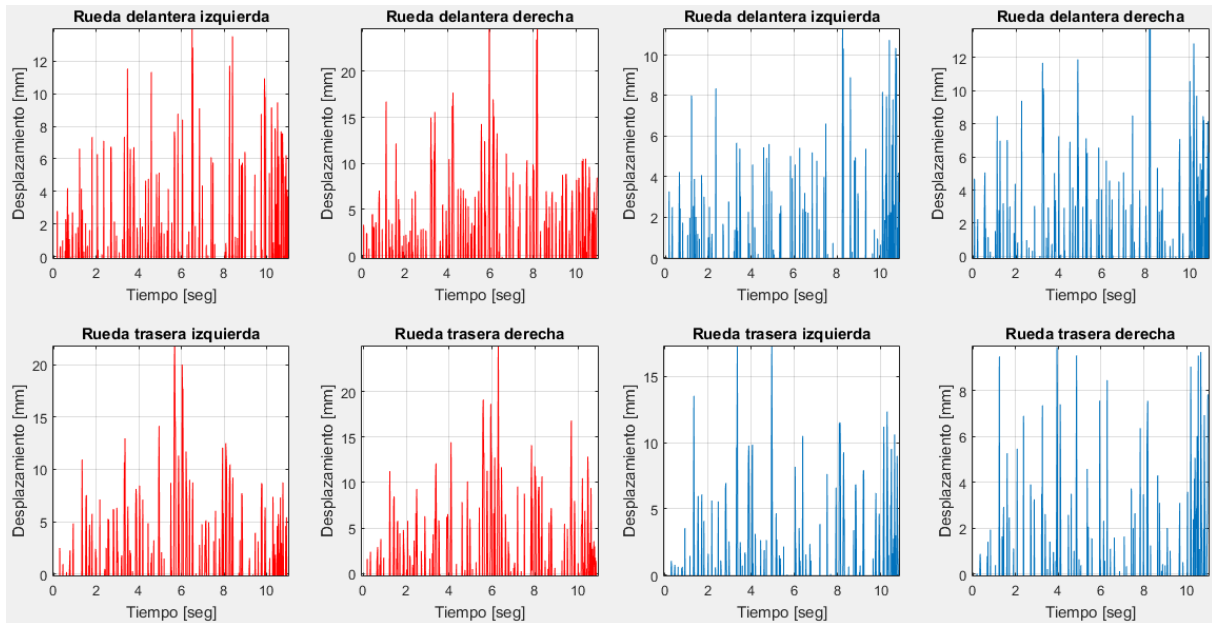 Rueda delantera izquierda
Desplazamiento [mm]
14
12
10
8
6
4
2
0
0 2 4 6 8 10
Tiempo [seg]
Rueda delantera derecha
Desplazamiento [mm]
20
15
10
5
0
0 2 4 6 8 10
Tiempo [seg]
Rueda delantera izquierda
Desplazamiento [mm]
10
8
6
4
2
0
0 2 4 6 8 10
Tiempo [seg]
Rueda delantera derecha
Desplazamiento [mm]
12
10
8
6
4
2
0
0 2 4 6 8 10
Tiempo [seg]
Rueda trasera izquierda
Desplazamiento [mm]
20
15
10
5
0
0 2 4 6 8 10
Tiempo [seg]
Rueda trasera derecha
Desplazamiento [mm]
20
15
10
5
0
0 2 4 6 8 10
Tiempo [seg]
Rueda trasera izquierda
Desplazamiento [mm]
15
10
5
0
0 2 4 6 8 10
Tiempo [seg]
Rueda trasera derecha
Desplazamiento [mm]
8
6
4
2
0
0 2 4 6 8 10
Tiempo [seg]